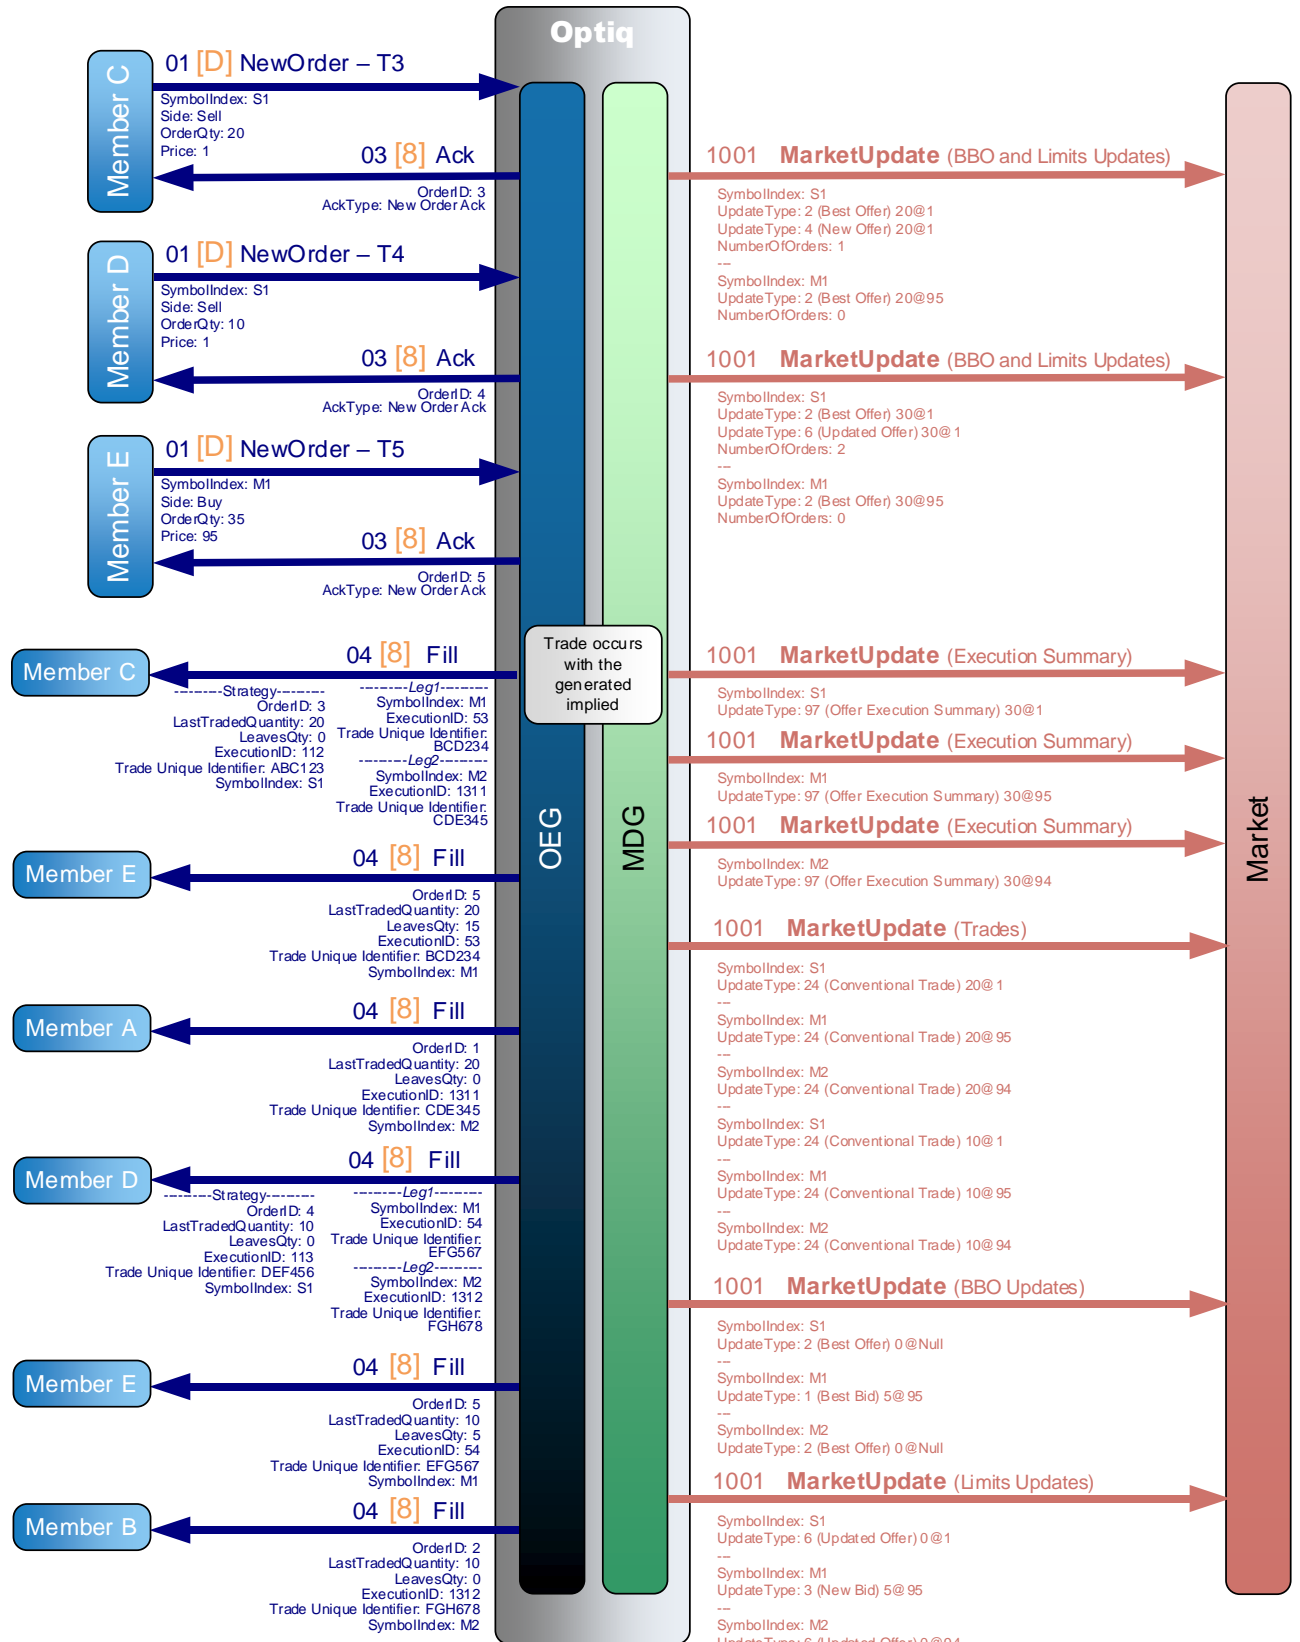 Optiq
Member C
01 [D] NewOrder – T3
SymbolIndex: S1
Side: Sell
OrderQty: 20
Price: 1
03 [8] Ack
OrderID: 3
AckType: New Order Ack
1001 MarketUpdate (BBO and Limits Updates)
SymbolIndex: S1
UpdateType: 2 (Best Offer) 20@1
UpdateType: 4 (New Offer) 20@1
NumberOfOrders: 1
---
SymbolIndex: M1
UpdateType: 2 (Best Offer) 20@95
NumberOfOrders: 0
Member D
01 [D] NewOrder – T4
SymbolIndex: S1
Side: Sell
OrderQty: 10
Price: 1
03 [8] Ack
OrderID: 4
AckType: New Order Ack
1001 MarketUpdate (BBO and Limits Updates)
SymbolIndex: S1
UpdateType: 2 (Best Offer) 30@1
UpdateType: 6 (Updated Offer) 30@1
NumberOfOrders: 2
---
SymbolIndex: M1
UpdateType: 2 (Best Offer) 30@95
NumberOfOrders: 0
Member E
01 [D] NewOrder – T5
SymbolIndex: M1
Side: Buy
OrderQty: 35
Price: 95
03 [8] Ack
OrderID: 5
AckType: New Order Ack
Trade occurs
with the
generated
implied
OEG
MDG
Market
Member C
04 [8] Fill
---------Strategy----------
OrderID: 3
LastTradedQuantity: 20
LeavesQty: 0
ExecutionID: 112
Trade Unique Identifier: ABC123
SymbolIndex: S1
----------Leg1----------
SymbolIndex: M1
ExecutionID: 53
Trade Unique Identifier:
BCD234
----------Leg2----------
SymbolIndex: M2
ExecutionID: 1311
Trade Unique Identifier:
CDE345
1001 MarketUpdate (Execution Summary)
SymbolIndex: S1
UpdateType: 97 (Offer Execution Summary) 30@1
1001 MarketUpdate (Execution Summary)
SymbolIndex: M1
UpdateType: 97 (Offer Execution Summary) 30@95
1001 MarketUpdate (Execution Summary)
SymbolIndex: M2
UpdateType: 97 (Offer Execution Summary) 30@94
Member E
04 [8] Fill
OrderID: 5
LastTradedQuantity: 20
LeavesQty: 15
ExecutionID: 53
Trade Unique Identifier: BCD234
SymbolIndex: M1
1001 MarketUpdate (Trades)
SymbolIndex: S1
UpdateType: 24 (Conventional Trade) 20@1
---
SymbolIndex: M1
UpdateType: 24 (Conventional Trade) 20@95
---
SymbolIndex: M2
UpdateType: 24 (Conventional Trade) 20@94
---
SymbolIndex: S1
UpdateType: 24 (Conventional Trade) 10@1
---
SymbolIndex: M1
UpdateType: 24 (Conventional Trade) 10@95
---
SymbolIndex: M2
UpdateType: 24 (Conventional Trade) 10@94
Member A
04 [8] Fill
OrderID: 1
LastTradedQuantity: 20
LeavesQty: 0
ExecutionID: 1311
Trade Unique Identifier: CDE345
SymbolIndex: M2
Member D
04 [8] Fill
---------Strategy----------
OrderID: 4
LastTradedQuantity: 10
LeavesQty: 0
ExecutionID: 113
Trade Unique Identifier: DEF456
SymbolIndex: S1
----------Leg1----------
SymbolIndex: M1
ExecutionID: 54
Trade Unique Identifier:
EFG567
----------Leg2----------
SymbolIndex: M2
ExecutionID: 1312
Trade Unique Identifier:
FGH678
1001 MarketUpdate (BBO Updates)
SymbolIndex: S1
UpdateType: 2 (Best Offer) 0@Null
---
SymbolIndex: M1
UpdateType: 1 (Best Bid) 5@95
---
SymbolIndex: M2
UpdateType: 2 (Best Offer) 0@Null
Member E
04 [8] Fill
OrderID: 5
LastTradedQuantity: 10
LeavesQty: 5
ExecutionID: 54
Trade Unique Identifier: EFG567
SymbolIndex: M1
1001 MarketUpdate (Limits Updates)
SymbolIndex: S1
UpdateType: 6 (Updated Offer) 0@1
---
SymbolIndex: M1
UpdateType: 3 (New Bid) 5@95
---
SymbolIndex: M2
UpdateType: 6 (Updated Offer) 0@94
Member B
04 [8] Fill
OrderID: 2
LastTradedQuantity: 10
LeavesQty: 0
ExecutionID: 1312
Trade Unique Identifier: FGH678
SymbolIndex: M2